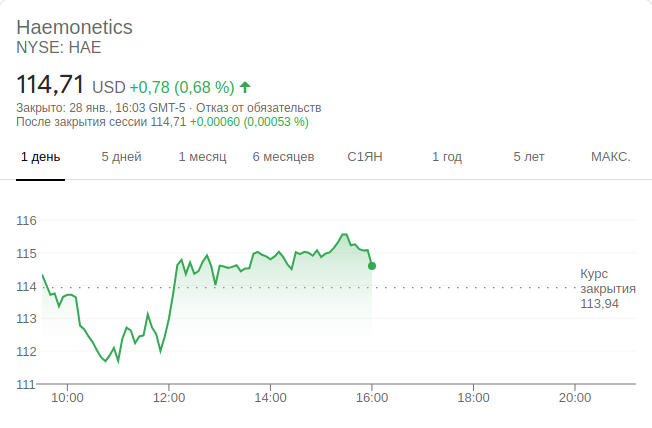 Haemonetics
NYSE: HAE
114,71 USD +0,78 (0,68 %)
Закрыто: 28 янв., 16:03 GMT-5 · Отказ от обязательств
После закрытия сессии 114,71 +0,00060 (0,00053 %)
1 день 5 дней 1 месяц 6 месяцев С1ЯН 1 год 5 лет МАКС.
116
115
114
113
112
111
Курс
закрытия
113,94
10:00 12:00 14:00 16:00 18:00 20:00